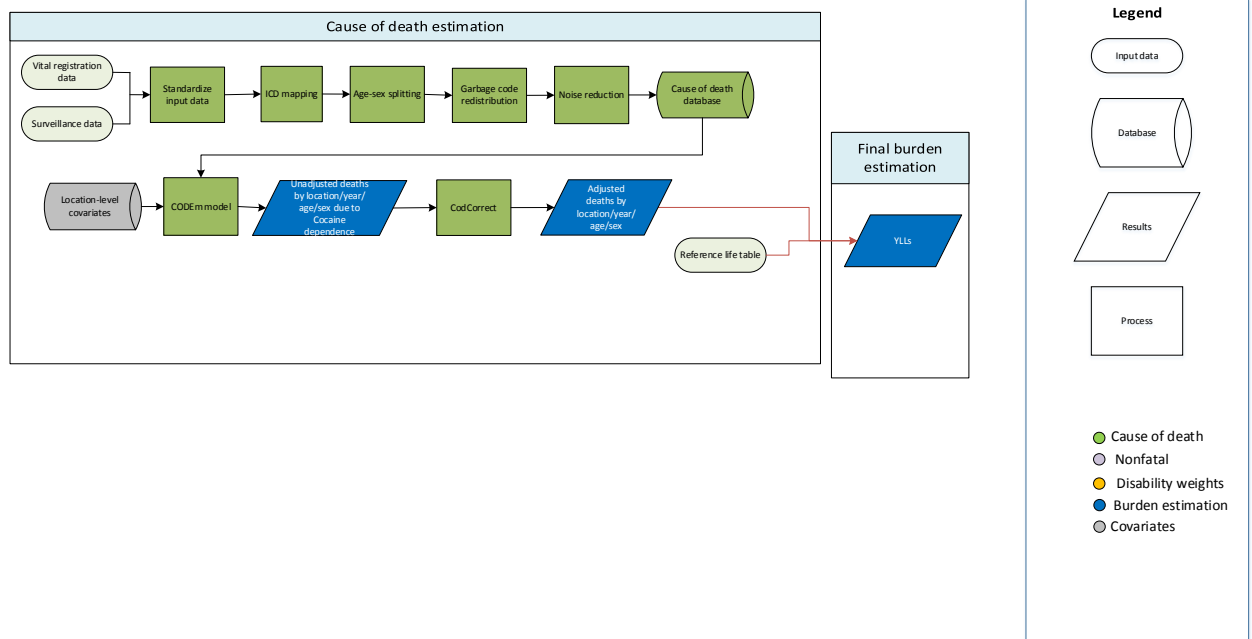 Cause of death estimation
Vital registration
data
Surveillance data
Standardize
input data
ICD mapping
Age-sex splitting
Garbage code
redistribution
Noise reduction
Cause of death
database
Location-level
covariates
CODEm model
Unadjusted deaths
by location/year/
age/sex due to
Cocaine
dependence
CodCorrect
Adjusted
deaths by
location/year/
age/sex
Reference life table
Final burden
estimation
YLLs
Legend
Input data
Database
Results
Process
Cause of death
Nonfatal
Disability weights
Burden estimation
Covariates